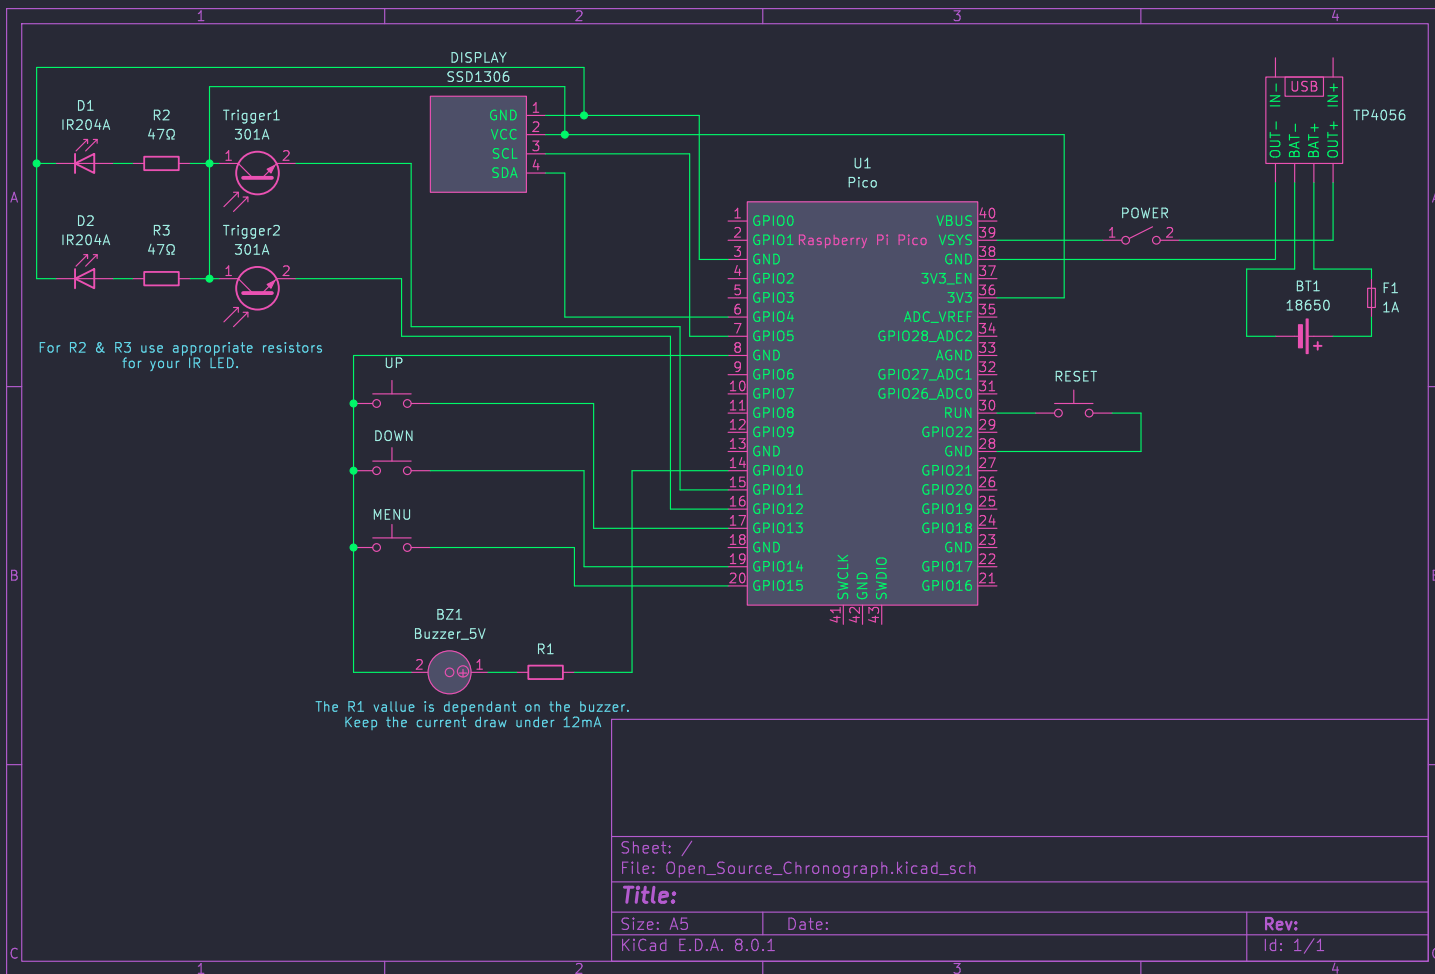 1 2 3 4
DISPLAY
SSD1306
D1
IR204A
R2
47Ω
Trigger1
301A
1 2
GND 1
VCC 2
SCL 3
SDA 4
USB
IN- IN+
OUT- BAT- BAT+ OUT+
TP4056
A
D2
IR204A
R3
47Ω
Trigger2
301A
1 2
For R2 & R3 use appropriate resistors
for your IR LED.
U1
Pico
Raspberry Pi Pico
1 GPIO0 VBUS 40
2 GPIO1 VSYS 39
3 GND GND 38
4 GPIO2 3V3_EN 37
5 GPIO3 3V3 36
6 GPIO4 ADC_VREF 35
7 GPIO5 GPIO28_ADC2 34
8 GND AGND 33
9 GPIO6 GPIO27_ADC1 32
10 GPIO7 GPIO26_ADC0 31
11 GPIO8 RUN 30
12 GPIO9 GPIO22 29
13 GND GND 28
14 GPIO10 GPIO21 27
15 GPIO11 GPIO20 26
16 GPIO12 GPIO19 25
17 GPIO13 GPIO18 24
18 GND GND 23
19 GPIO14 GPIO17 22
20 GPIO15 GPIO16 21
SWCLK GND SWDIO
41 42 43
POWER
1 2
BT1
18650
+
F1
1A
RESET
UP
DOWN
MENU
B
BZ1
Buzzer_5V
2 1
R1
The R1 vallue is dependant on the buzzer.
Keep the current draw under 12mA
Sheet: /
File: Open_Source_Chronograph.kicad_sch
Title:
Size: A5 Date: Rev:
KiCad E.D.A. 8.0.1 Id: 1/1
C
1 2 3 4